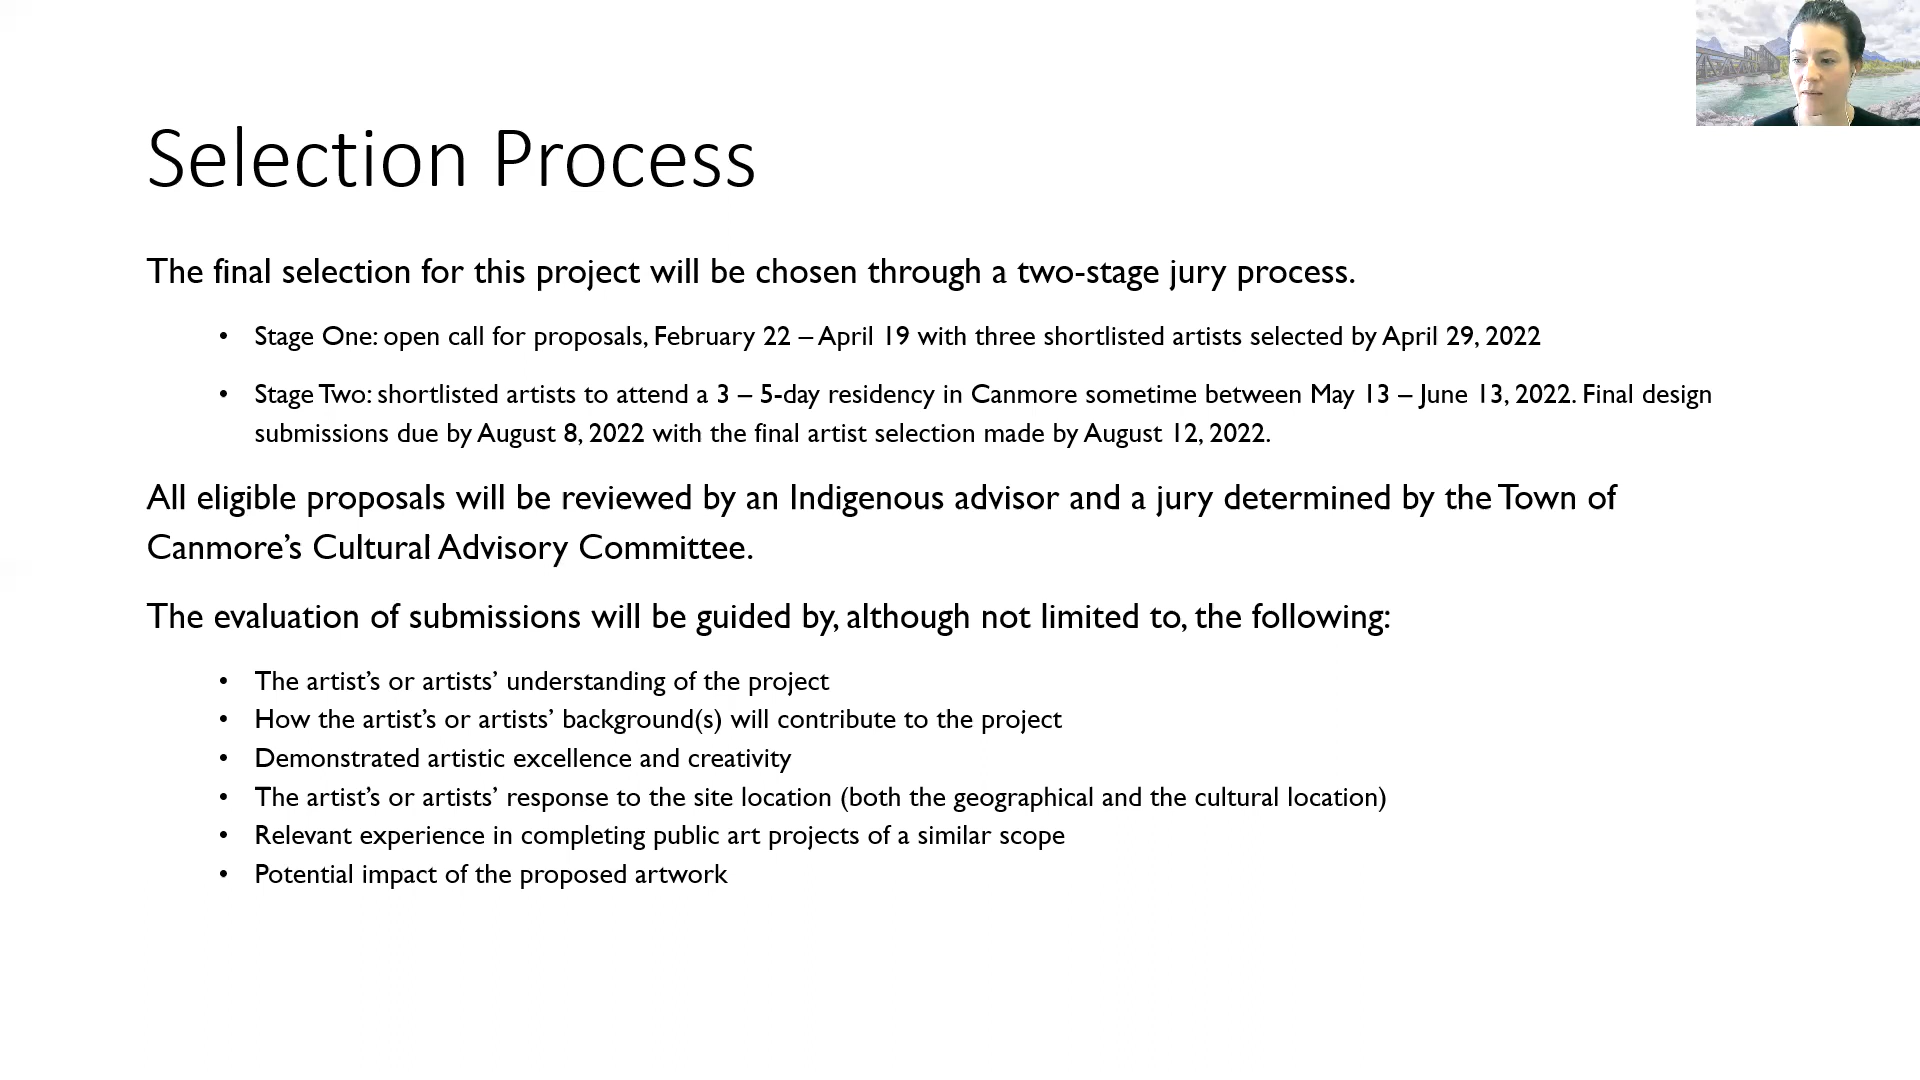 Selection Process
The final selection for this project will be chosen through a two-stage jury process.
• Stage One: open call for proposals, February 22 – April 19 with three shortlisted artists selected by April 29, 2022
• Stage Two: shortlisted artists to attend a 3 – 5-day residency in Canmore sometime between May 13 – June 13, 2022. Final design
submissions due by August 8, 2022 with the final artist selection made by August 12, 2022.
All eligible proposals will be reviewed by an Indigenous advisor and a jury determined by the Town of
Canmore’s Cultural Advisory Committee.
The evaluation of submissions will be guided by, although not limited to, the following:
• The artist’s or artists’ understanding of the project
• How the artist’s or artists’ background(s) will contribute to the project
• Demonstrated artistic excellence and creativity
• The artist’s or artists’ response to the site location (both the geographical and the cultural location)
• Relevant experience in completing public art projects of a similar scope
• Potential impact of the proposed artwork